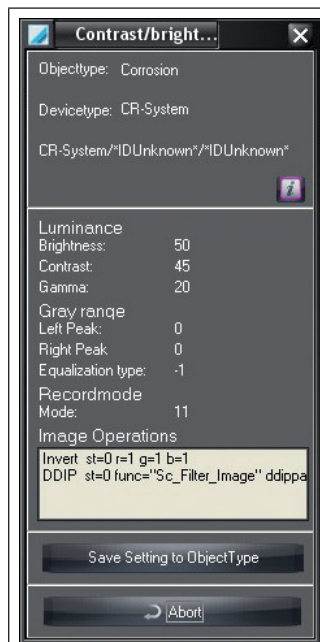 Contrast/bright...
Objecttype: Corrosion
Devicetype: CR-System
CR-System/*IDUnknown*/*IDUnknown*
i
Luminance
Brightness: 50
Contrast: 45
Gamma: 20
Gray range
Left Peak: 0
Right Peak 0
Equalization type: -1
Recordmode
Mode: 11
Image Operations
Invert st=0 r=1 g=1 b=1
DDIP st=0 func="Sc_Filter_Image" ddippa
Save Setting to ObjectType
Abort